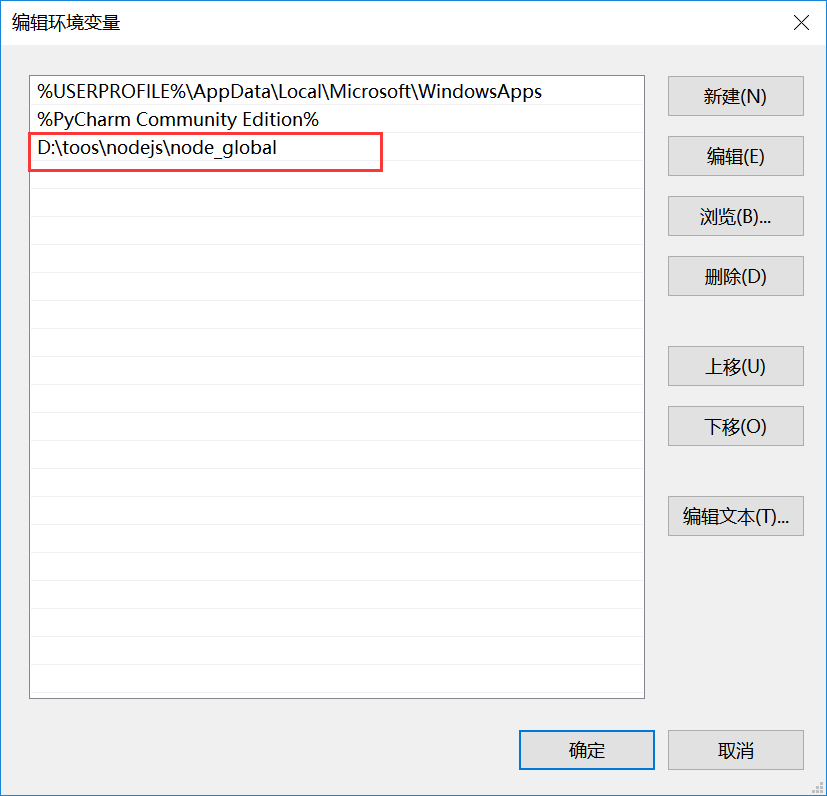 编辑环境变量
%USERPROFILE%\AppData\Local\Microsoft\WindowsApps
%PyCharm Community Edition%
D:\toos\nodejs\node_global
新建(N)
编辑(E)
浏览(B)...
删除(D)
上移(U)
下移(O)
编辑文本(T)...
确定
取消